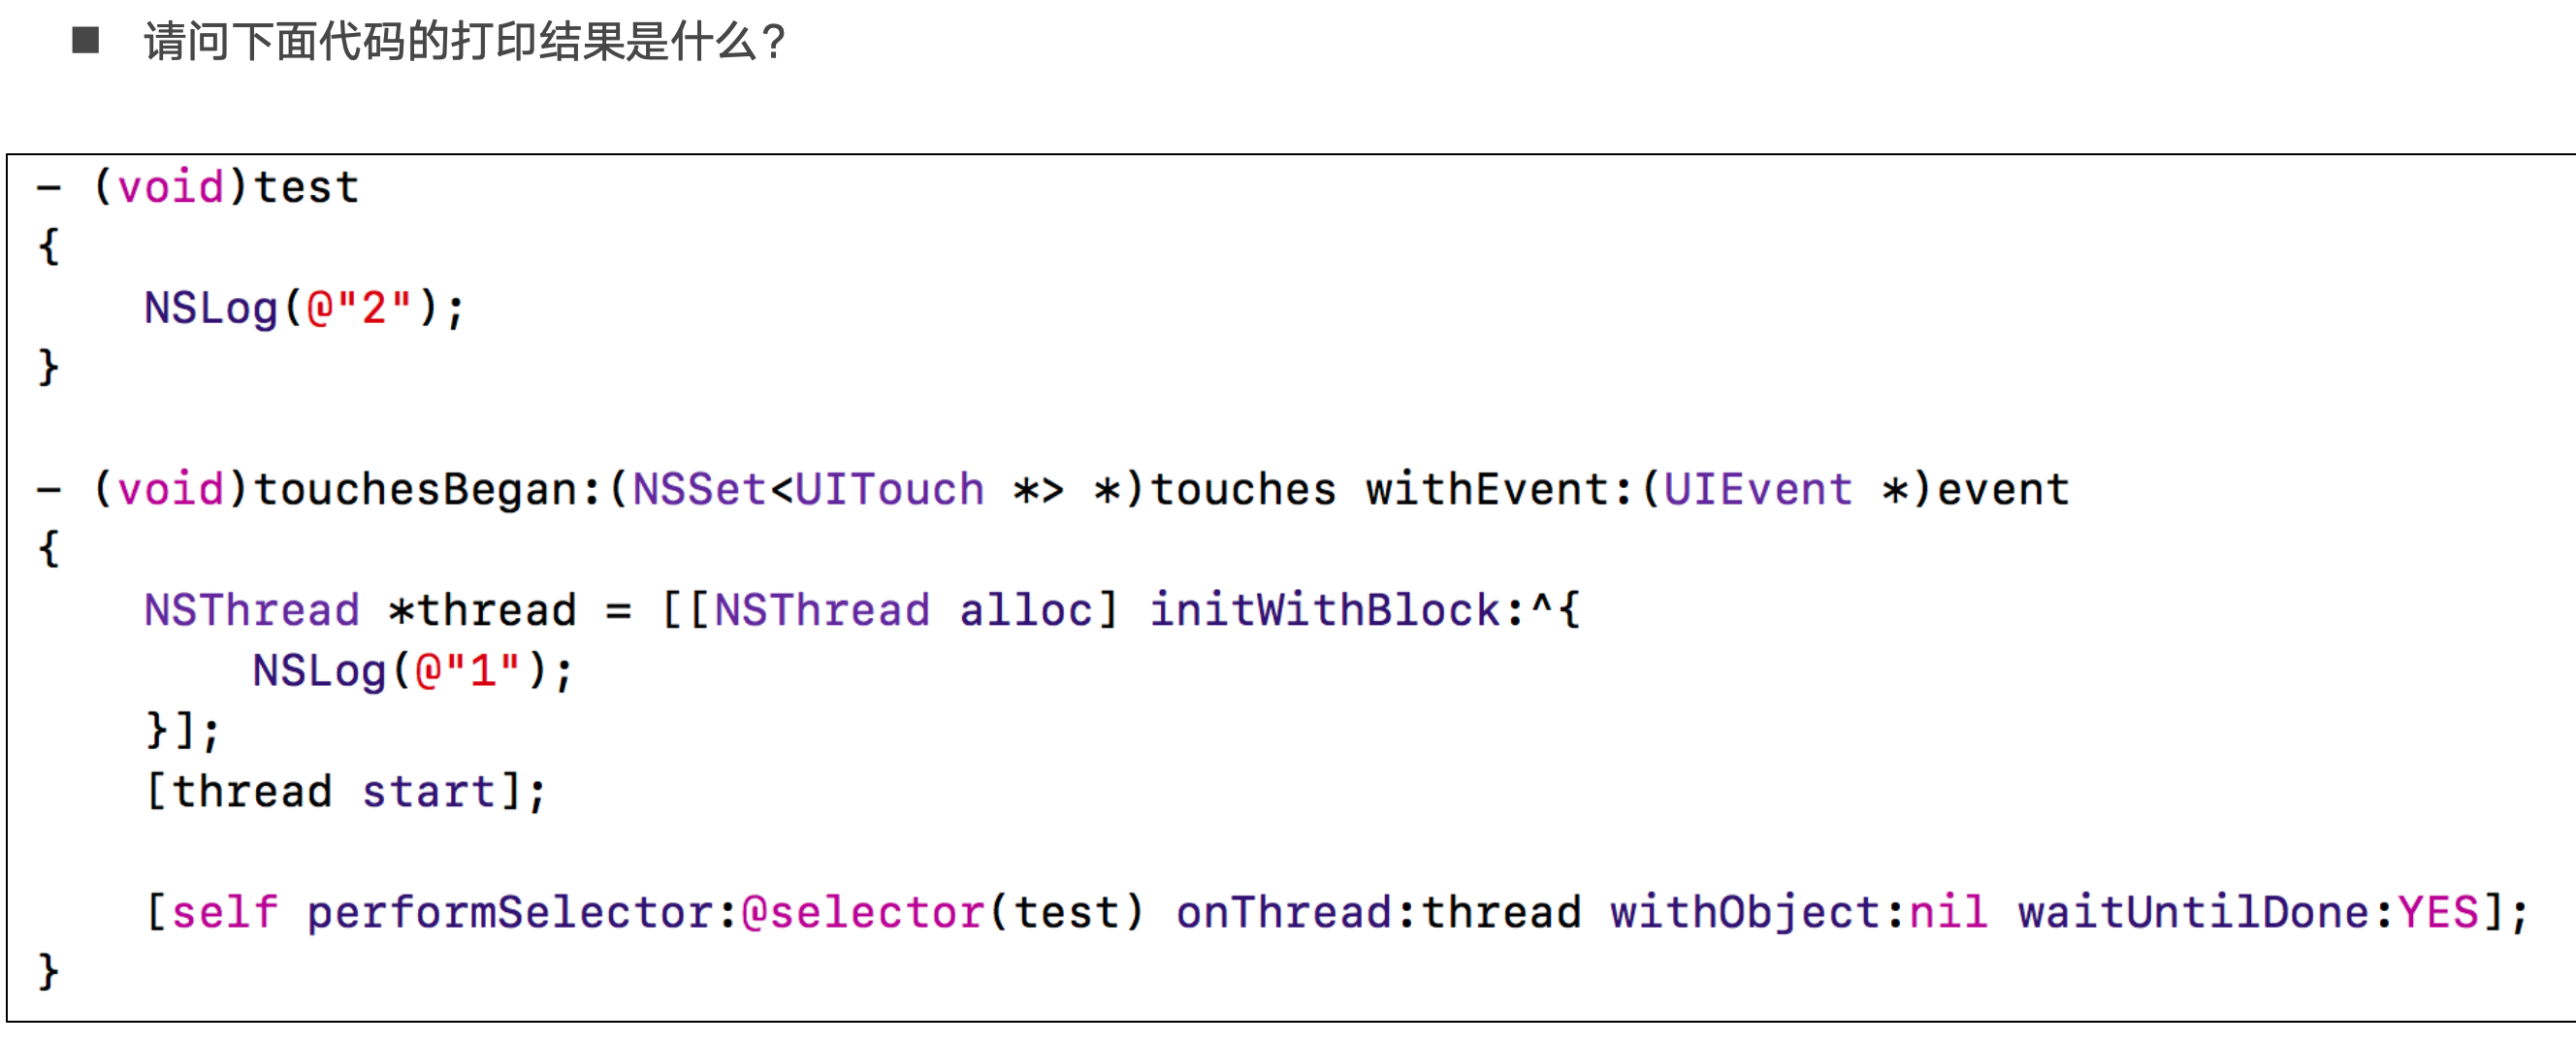 ■ 请问下面代码的打印结果是什么?
- (void)test
{
    NSLog(@"2");
}
- (void)touchesBegan:(NSSet<UITouch *> *)touches withEvent:(UIEvent *)event
{
    NSThread *thread = [[NSThread alloc] initWithBlock:^{
        NSLog(@"1");
    }];
    [thread start];
    [self performSelector:@selector(test) onThread:thread withObject:nil waitUntilDone:YES];
}